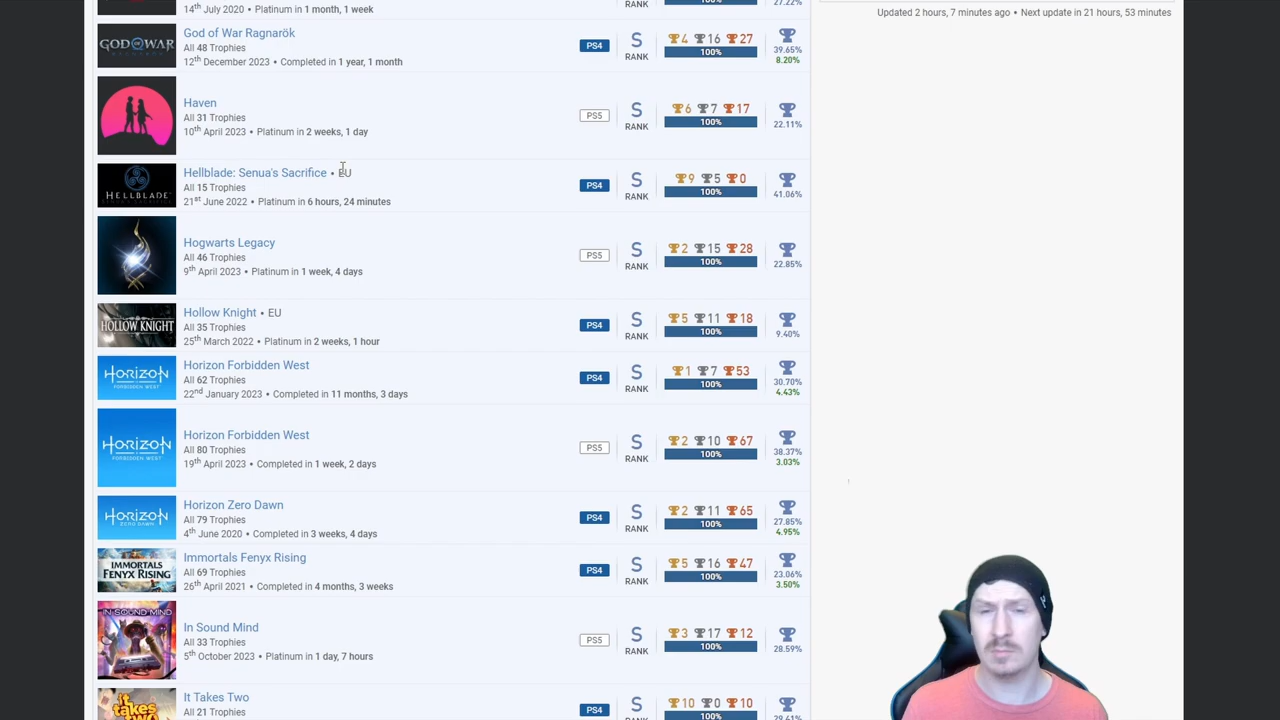 14th July 2020 • Platinum in 1 month, 1 week
27.22%
Updated 2 hours, 7 minutes ago • Next update in 21 hours, 53 minutes
GOD OF WAR
RAGNARÖK
God of War Ragnarök
All 48 Trophies
12th December 2023 • Completed in 1 year, 1 month
PS4
S
RANK
4 16 27
100%
39.65%
8.20%
Haven
All 31 Trophies
10th April 2023 • Platinum in 2 weeks, 1 day
PS5
S
RANK
6 7 17
100%
22.11%
HELLBLADE
Hellblade: Senua's Sacrifice • EU
All 15 Trophies
21st June 2022 • Platinum in 6 hours, 24 minutes
PS4
S
RANK
9 5 0
100%
41.06%
Hogwarts Legacy
All 46 Trophies
9th April 2023 • Platinum in 1 week, 4 days
PS5
S
RANK
2 15 28
100%
22.85%
HOLLOW KNIGHT
Hollow Knight • EU
All 35 Trophies
25th March 2022 • Platinum in 2 weeks, 1 hour
PS4
S
RANK
5 11 18
100%
9.40%
HORIZON
FORBIDDEN WEST
Horizon Forbidden West
All 62 Trophies
22nd January 2023 • Completed in 11 months, 3 days
PS4
S
RANK
1 7 53
100%
30.70%
4.43%
HORIZON
FORBIDDEN WEST
Horizon Forbidden West
All 80 Trophies
19th April 2023 • Completed in 1 week, 2 days
PS5
S
RANK
2 10 67
100%
38.37%
3.03%
HORIZON
ZERO DAWN
Horizon Zero Dawn
All 79 Trophies
4th June 2020 • Completed in 3 weeks, 4 days
PS4
S
RANK
2 11 65
100%
27.85%
4.95%
IMMORTALS
FENYX RISING
Immortals Fenyx Rising
All 69 Trophies
26th April 2021 • Completed in 4 months, 3 weeks
PS4
S
RANK
5 16 47
100%
23.06%
3.50%
IN SOUND MIND
In Sound Mind
All 33 Trophies
5th October 2023 • Platinum in 1 day, 7 hours
PS5
S
RANK
3 17 12
100%
28.59%
it takes
two
It Takes Two
All 21 Trophies
PS4
S
RANK
10 0 10
100%
29.41%